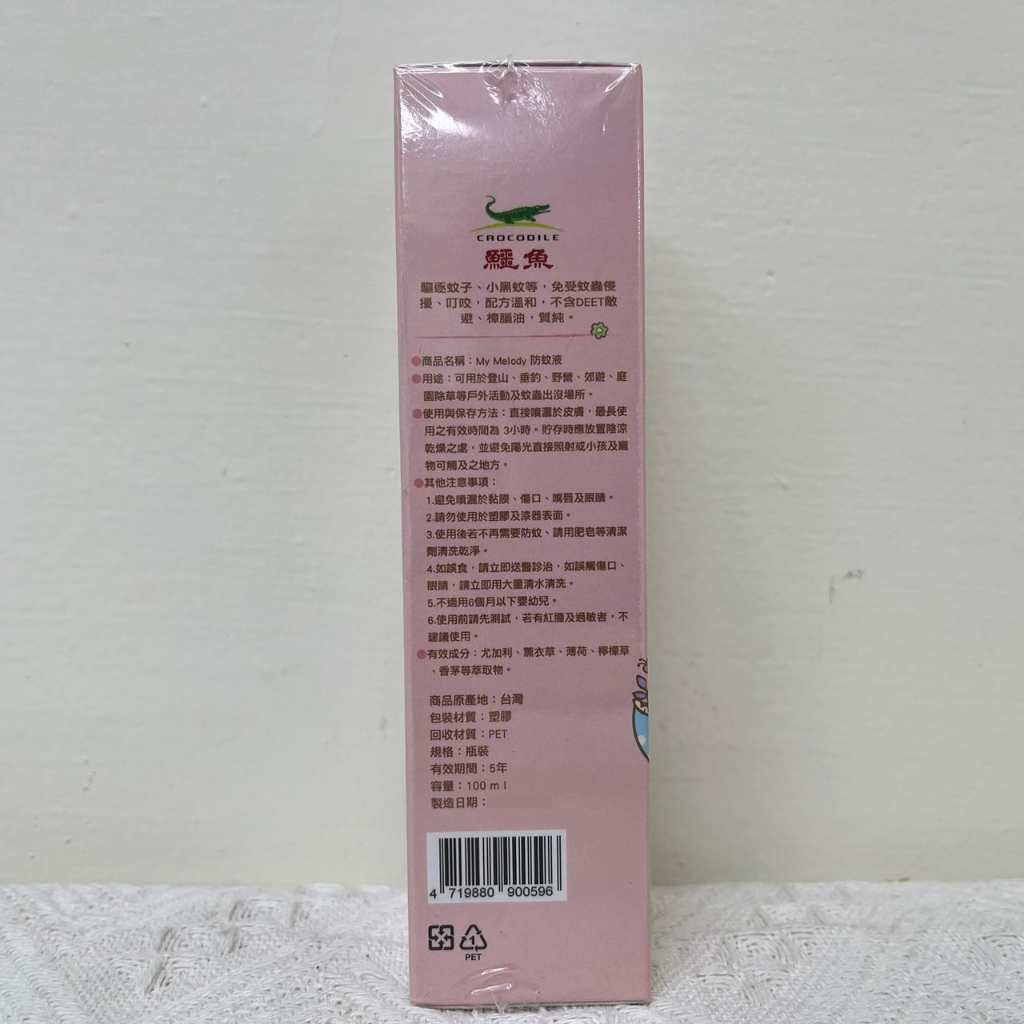 CROCODILE
鱷魚
驅逐蚊子、小黑蚊等，免受蚊蟲侵
擾、叮咬，配方溫和，不含DEET敵
避、樟腦油，質純。
商品名稱：My Melody 防蚊液
用途：可用於登山、垂釣、野營、郊遊、庭
園除草等戶外活動及蚊蟲出沒場所。
使用與保存方法：直接噴灑於皮膚，最長使
用之有效時間為 3小時。貯存時應放置陰涼
乾燥之處，並避免陽光直接照射或小孩及寵
物可觸及之地方。
其他注意事項：
1.避免噴灑於黏膜、傷口、嘴唇及眼睛。
2.請勿使用於塑膠及漆器表面。
3.使用後若不再需要防蚊、請用肥皂等清潔
劑清洗乾淨。
4.如誤食，請立即送醫診治，如誤觸傷口、
眼睛，請立即用大量清水清洗。
5.不適用6個月以下嬰幼兒。
6.使用前請先測試，若有紅腫及過敏者，不
建議使用。
有效成分：尤加利、薰衣草、薄荷、檸檬草
、香茅等萃取物。
商品原產地：台灣
包裝材質：塑膠
回收材質：PET
規格：瓶裝
有效期間：5年
容量：100 ml
製造日期：
4 719880 900596
1
PET